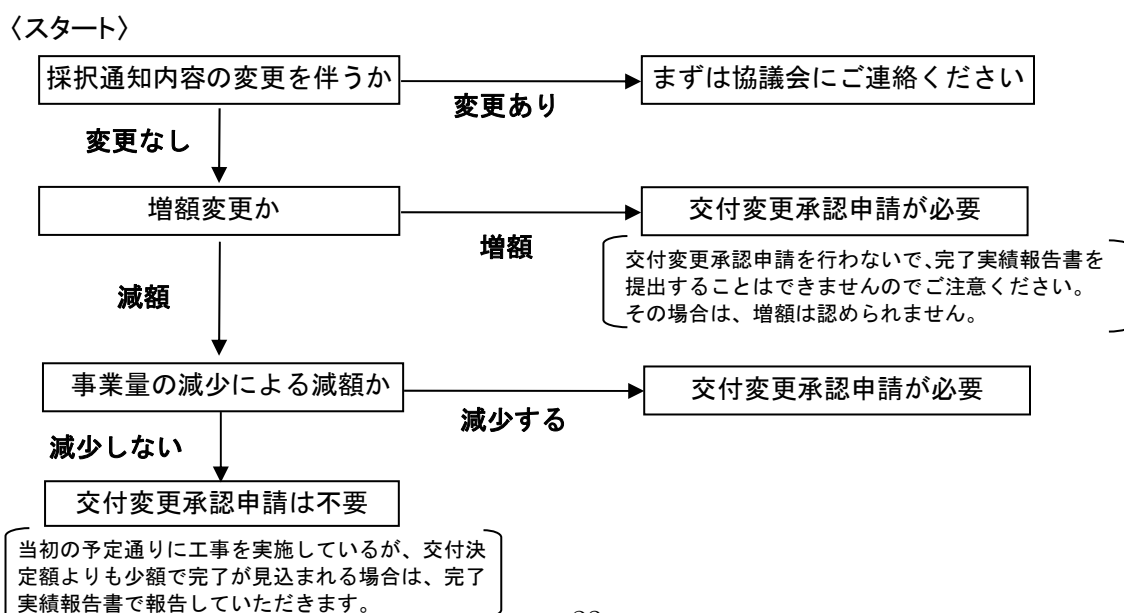 〈スタート〉
採択通知内容の変更を伴うか
まずは協議会にご連絡ください
変更あり
変更なし
増額変更か
交付変更承認申請が必要
増額
交付変更承認申請を行わないで、完了実績報告書を
提出することはできませんのでご注意ください。
その場合は、増額は認められません。
減額
事業量の減少による減額か
交付変更承認申請が必要
減少する
減少しない
交付変更承認申請は不要
当初の予定通りに工事を実施しているが、交付決
定額よりも少額で完了が見込まれる場合は、完了
実績報告書で報告していただきます。